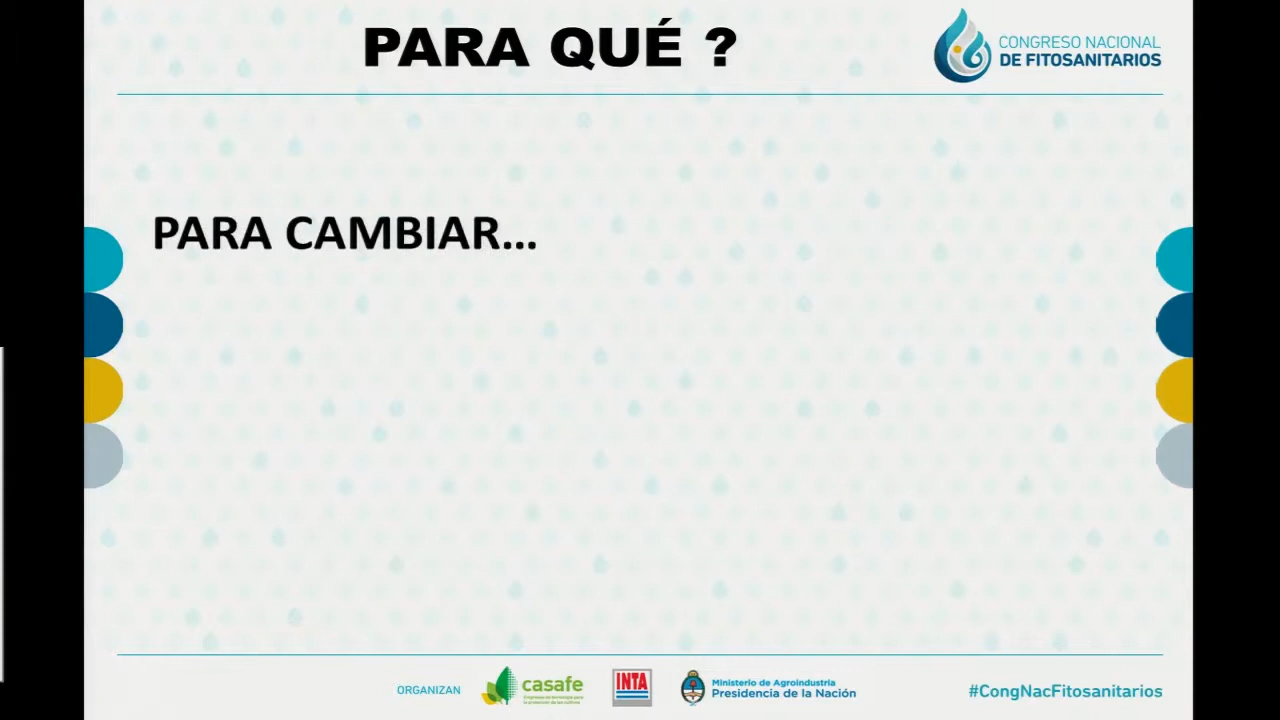 PARA QUÉ ?
CONGRESO NACIONAL
DE FITOSANITARIOS
PARA CAMBIAR...
ORGANIZAN
casafe
INTA
Ministerio de Agroindustria
Presidencia de la Nación
#CongNacFitosanitarios